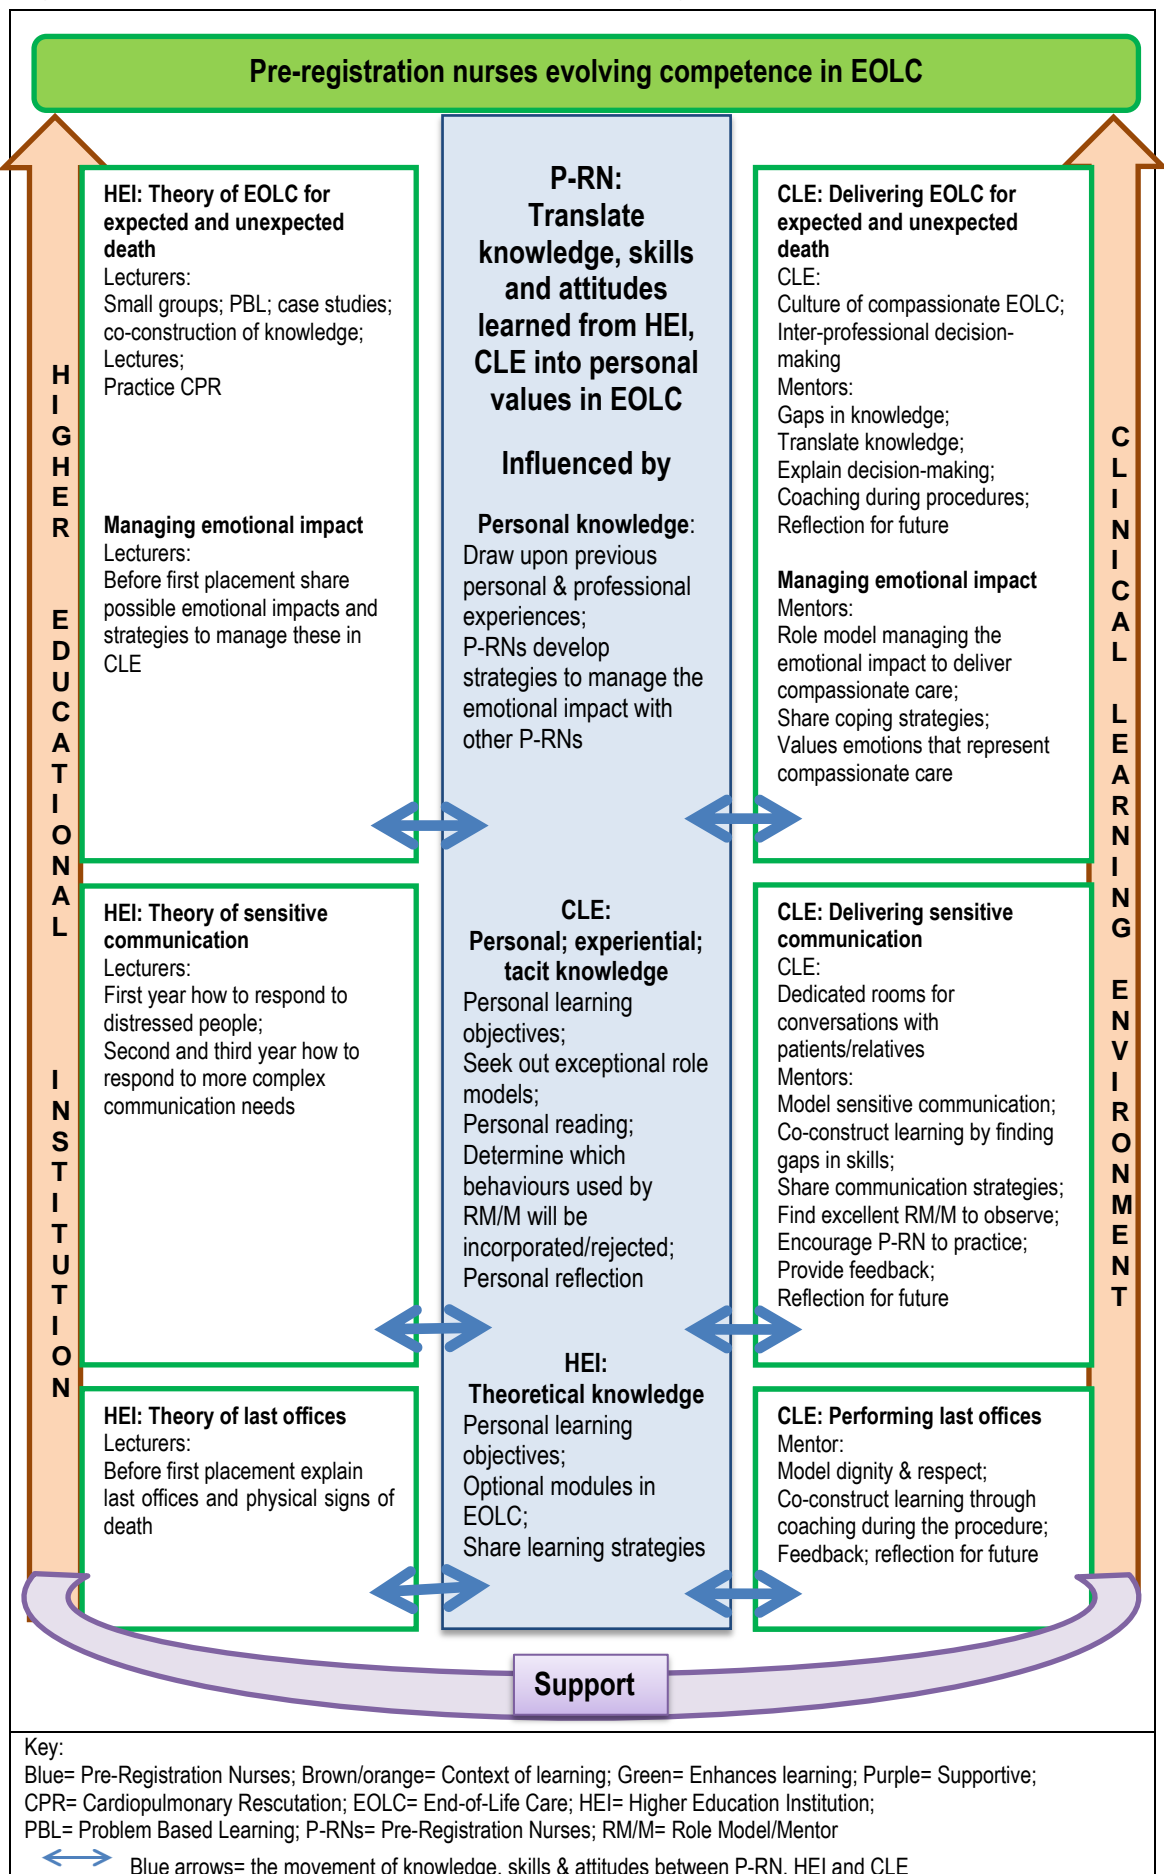 Pre-registration nurses evolving competence in EOLC
HIGHER EDUCATIONAL INSTITUTION
HEI: Theory of EOLC for
expected and unexpected
death
Lecturers:
Small groups; PBL; case studies;
co-construction of knowledge;
Lectures;
Practice CPR
Managing emotional impact
Lecturers:
Before first placement share
possible emotional impacts and
strategies to manage these in
CLE
HEI: Theory of sensitive
communication
Lecturers:
First year how to respond to
distressed people;
Second and third year how to
respond to more complex
communication needs
HEI: Theory of last offices
Lecturers:
Before first placement explain
last offices and physical signs of
death
P-RN:
Translate
knowledge, skills
and attitudes
learned from HEI,
CLE into personal
values in EOLC
Influenced by
Personal knowledge:
Draw upon previous
personal & professional
experiences;
P-RNs develop
strategies to manage the
emotional impact with
other P-RNs
CLE:
Personal; experiential;
tacit knowledge
Personal learning
objectives;
Seek out exceptional role
models;
Personal reading;
Determine which
behaviours used by
RM/M will be
incorporated/rejected;
Personal reflection
HEI:
Theoretical knowledge
Personal learning
objectives;
Optional modules in
EOLC;
Share learning strategies
CLE: Delivering EOLC for
expected and unexpected
death
CLE:
Culture of compassionate EOLC;
Inter-professional decision-
making
Mentors:
Gaps in knowledge;
Translate knowledge;
Explain decision-making;
Coaching during procedures;
Reflection for future
Managing emotional impact
Mentors:
Role model managing the
emotional impact to deliver
compassionate care;
Share coping strategies;
Values emotions that represent
compassionate care
CLE: Delivering sensitive
communication
CLE:
Dedicated rooms for
conversations with
patients/relatives
Mentors:
Model sensitive communication;
Co-construct learning by finding
gaps in skills;
Share communication strategies;
Find excellent RM/M to observe;
Encourage P-RN to practice;
Provide feedback;
Reflection for future
CLE: Performing last offices
Mentor:
Model dignity & respect;
Co-construct learning through
coaching during the procedure;
Feedback; reflection for future
CLINICAL LEARNING ENVIRONMENT
Support
Key:
Blue= Pre-Registration Nurses; Brown/orange= Context of learning; Green= Enhances learning; Purple= Supportive;
CPR= Cardiopulmonary Rescutation; EOLC= End-of-Life Care; HEI= Higher Education Institution;
PBL= Problem Based Learning; P-RNs= Pre-Registration Nurses; RM/M= Role Model/Mentor
Blue arrows= the movement of knowledge, skills & attitudes between P-RN, HEI and CLE